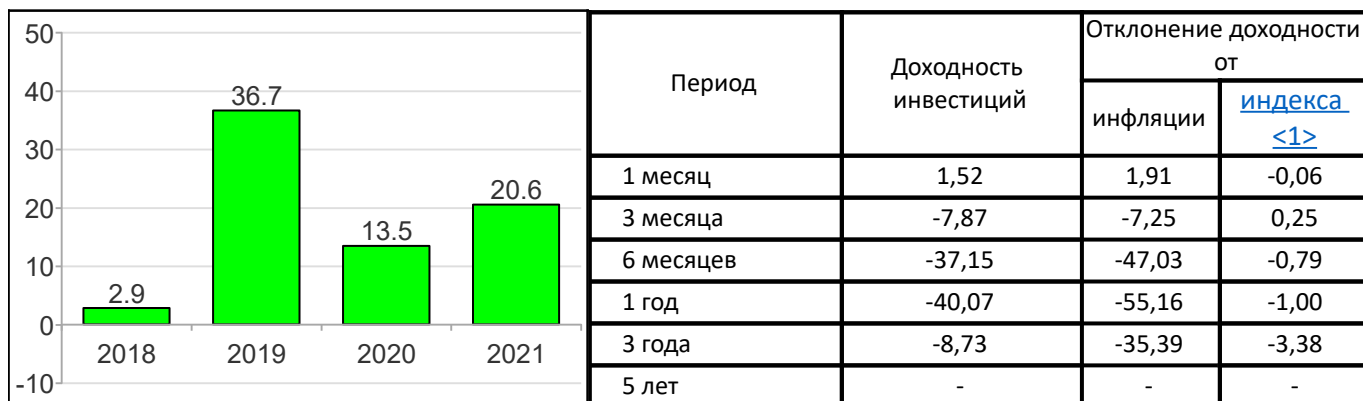 50
40
30
20
10
0
-10
2.9
36.7
13.5
20.6
2018 2019 2020 2021
Период
Доходность
инвестиций
Отклонение доходности
от
инфляции
индекса
<1>
1 месяц 1,52 1,91 -0,06
3 месяца -7,87 -7,25 0,25
6 месяцев -37,15 -47,03 -0,79
1 год -40,07 -55,16 -1,00
3 года -8,73 -35,39 -3,38
5 лет - - -